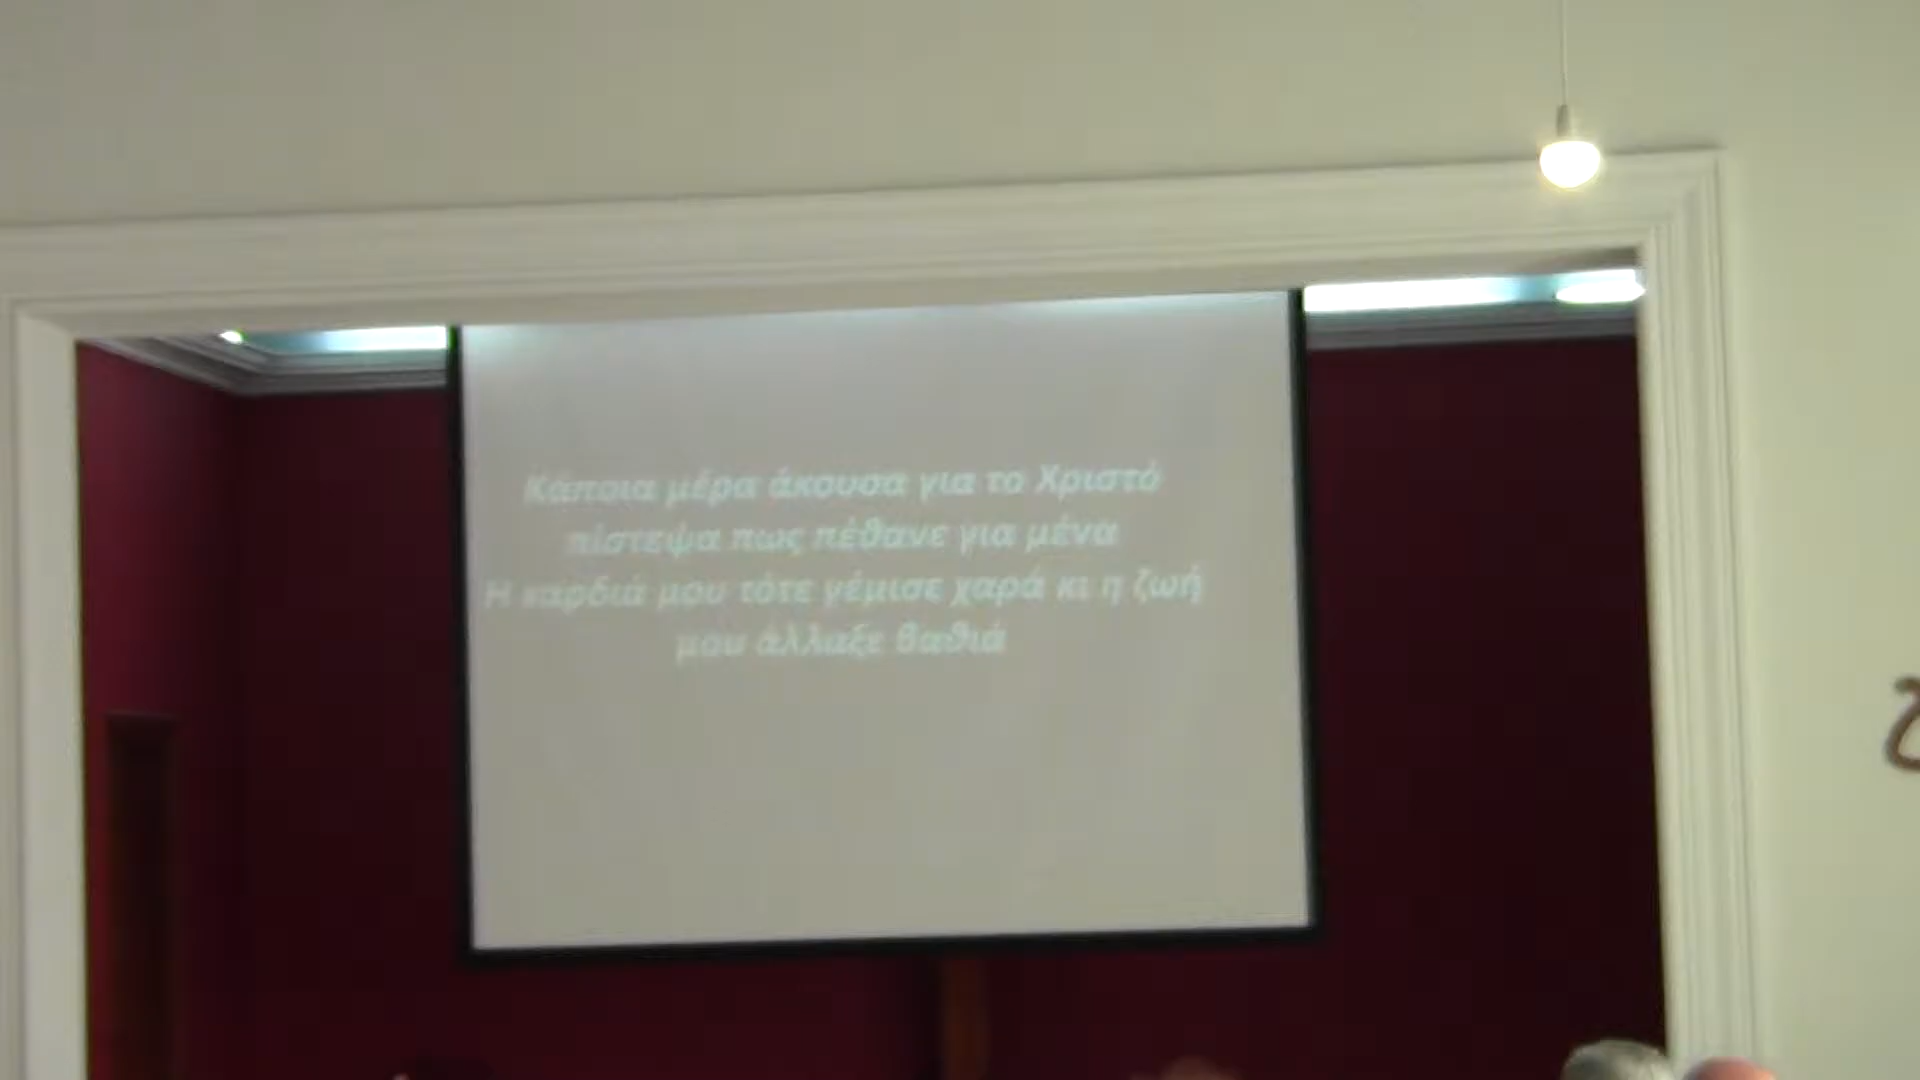 Κάποια μέρα άκουσα για το Χριστό
πίστεψα πως πέθανε για μένα
Η καρδιά μου τότε γέμισε χαρά κι η ζωή
μου άλλαξε βαθιά